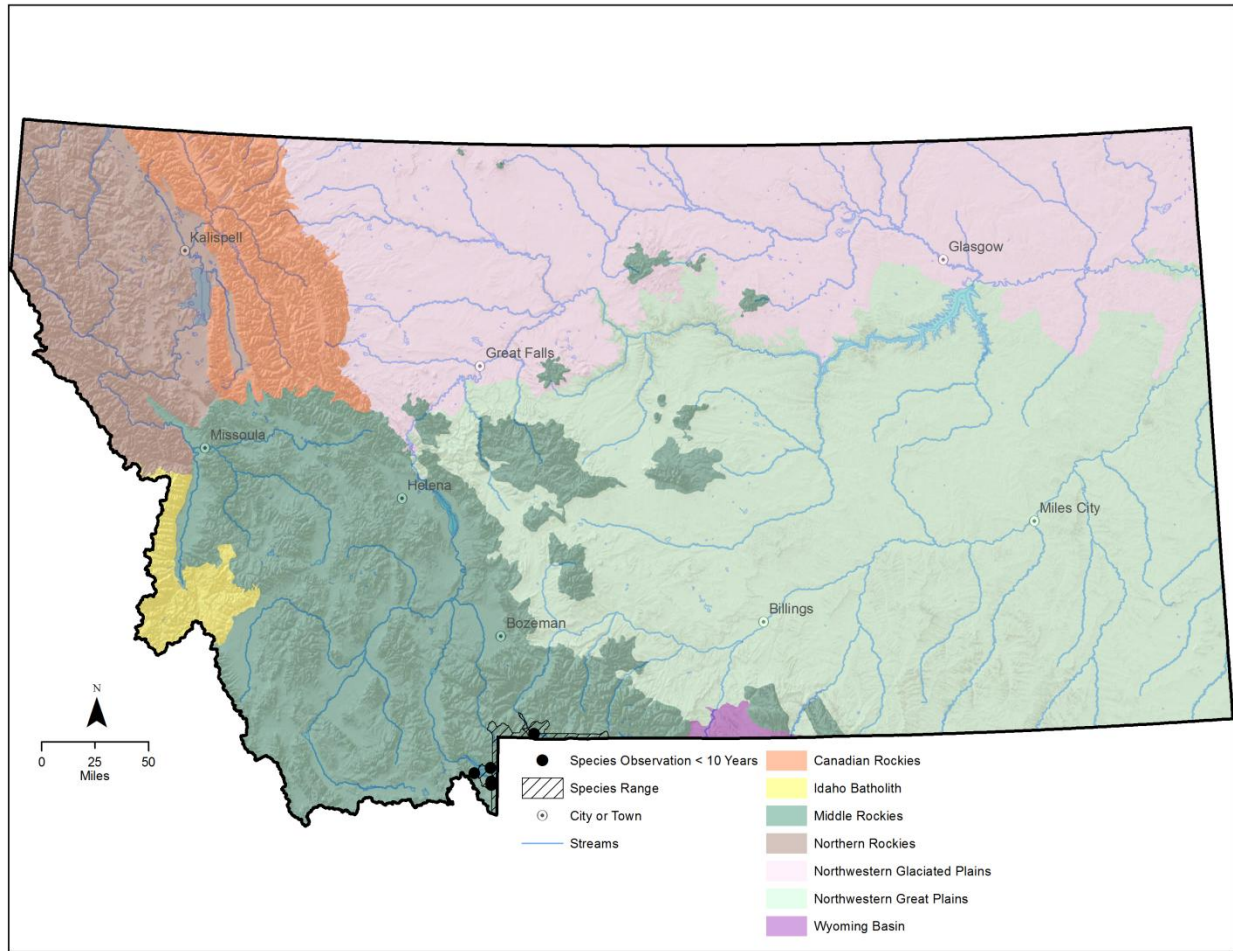 Kalispell
Glasgow
Great Falls
Missoula
Helena
Miles City
Billings
Bozeman
N
0 25 50
Miles
Species Observation < 10 Years
Species Range
City or Town
Streams
Canadian Rockies
Idaho Batholith
Middle Rockies
Northern Rockies
Northwestern Glaciated Plains
Northwestern Great Plains
Wyoming Basin